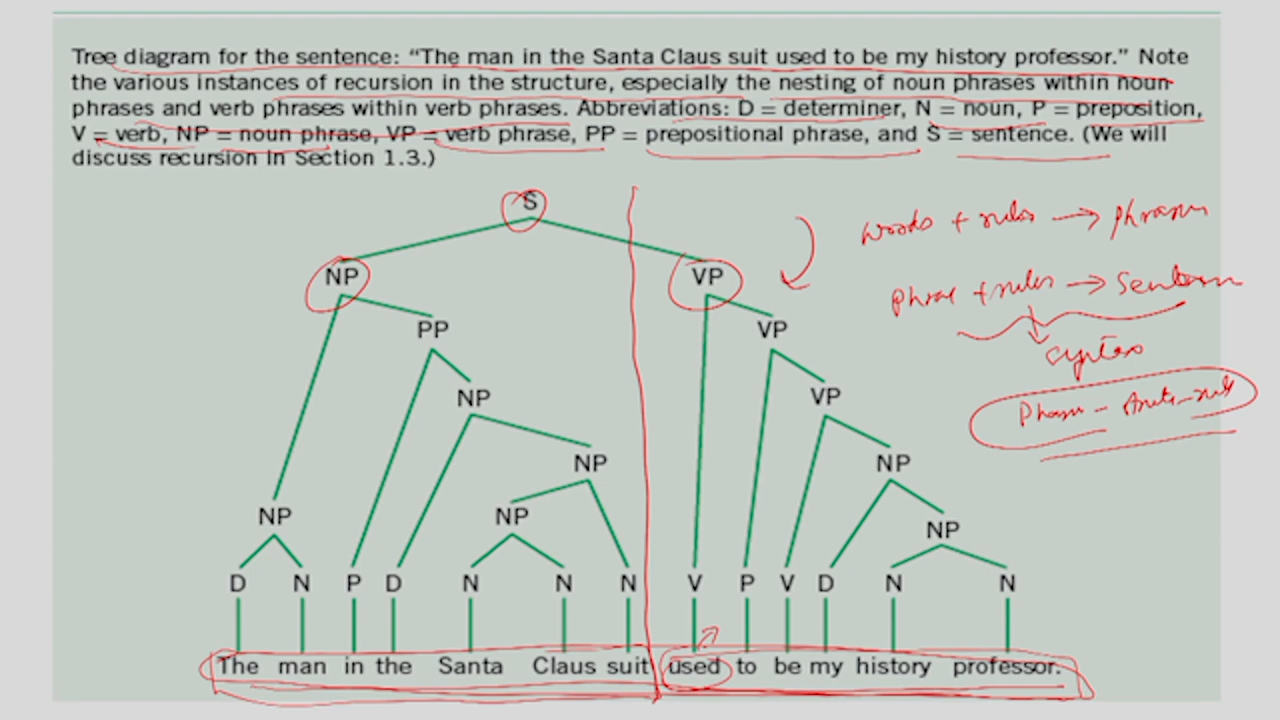 Tree diagram for the sentence: “The man in the Santa Claus suit used to be my history professor.” Note
the various instances of recursion in the structure, especially the nesting of noun phrases within noun
phrases and verb phrases within verb phrases. Abbreviations: D = determiner, N = noun, P = preposition,
V = verb, NP = noun phrase, VP = verb phrase, PP = prepositional phrase, and S = sentence. (We will
discuss recursion in Section 1.3.)
S
words + rules → phrases
NP VP
phrase + rules →
PP VP
syntax
NP VP
Phrase -
NP NP
NP NP NP
D N P D N N N V P V D N N
The man in the Santa Claus suit used to be my history professor.